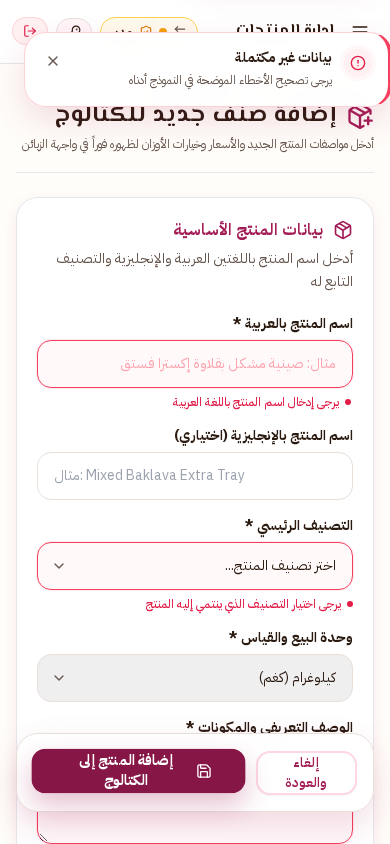 إدارة المنتجات
بيانات غير مكتملة
يرجى تصحيح الأخطاء الموضحة في النموذج أدناه
إضافة صنف جديد للكتالوج
أدخل مواصفات المنتج الجديد والأسعار وخيارات الأوزان لظهوره فوراً في واجهة الزبائن
بيانات المنتج الأساسية
أدخل اسم المنتج باللغتين العربية والإنجليزية والتصنيف
التابع له
اسم المنتج بالعربية *
مثال: صينية مشكل بقلاوة إكسترا فستق
يرجى إدخال اسم المنتج باللغة العربية
اسم المنتج بالإنجليزية (اختياري)
مثال: Mixed Baklava Extra Tray
التصنيف الرئيسي *
اختر تصنيف المنتج...
يرجى اختيار التصنيف الذي ينتمي إليه المنتج
وحدة البيع والقياس *
كيلوغرام (كغم)
الوصف التعريفي والمكونات *
إلغاء
والعودة
إضافة المنتج إلى
الكتالوج